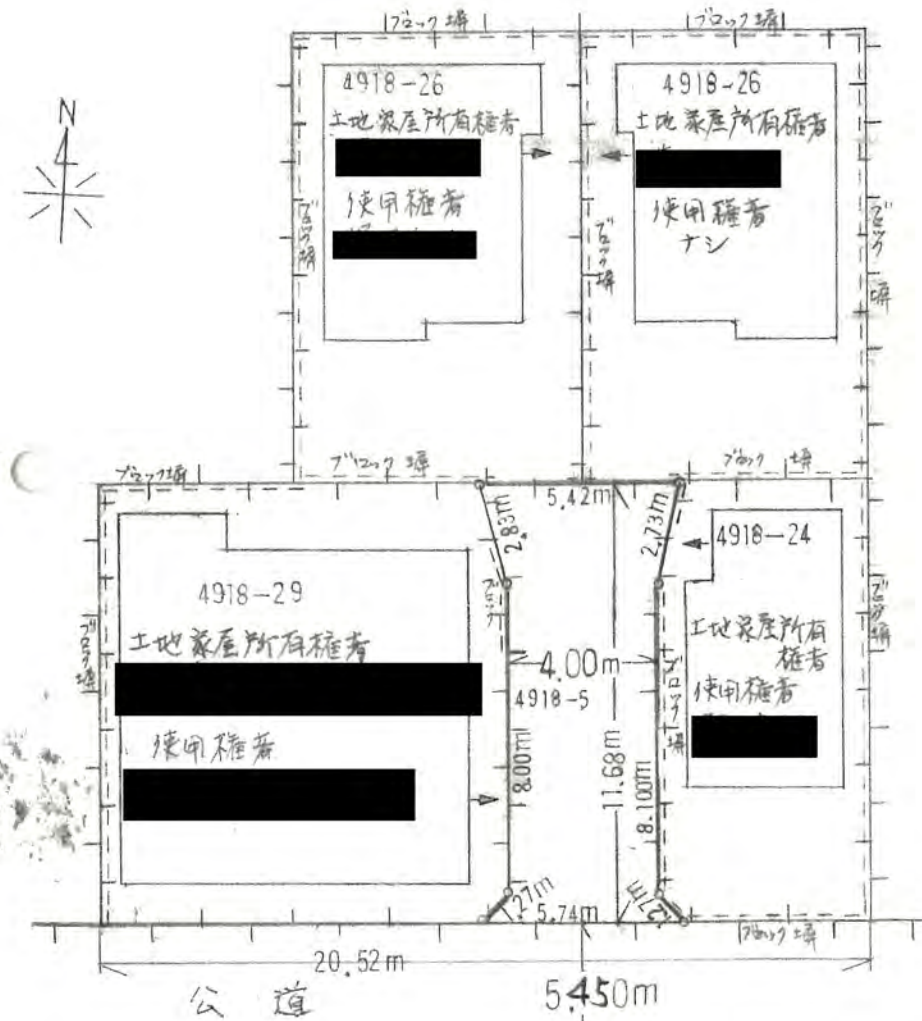 ブロック塀
ブロック塀
N
4918-26
土地家屋所有権者
使用権者
ブロック塀
4918-26
土地家屋所有権者
使用権者
ナシ
ブロック塀
ブロック塀
ブロック塀
ブロック塀
ブロック塀
5.42m
2.83m
2.73m
4918-29
土地家屋所有権者
使用権者
ブロック塀
ブロック
4.00m
4918-5
8.00m
11.68m
8.100m
ブロック塀
4918-24
土地家屋所有
権者
使用権者
ブロック塀
5.74m
ブロック塀
20.52m
公道
5.450m